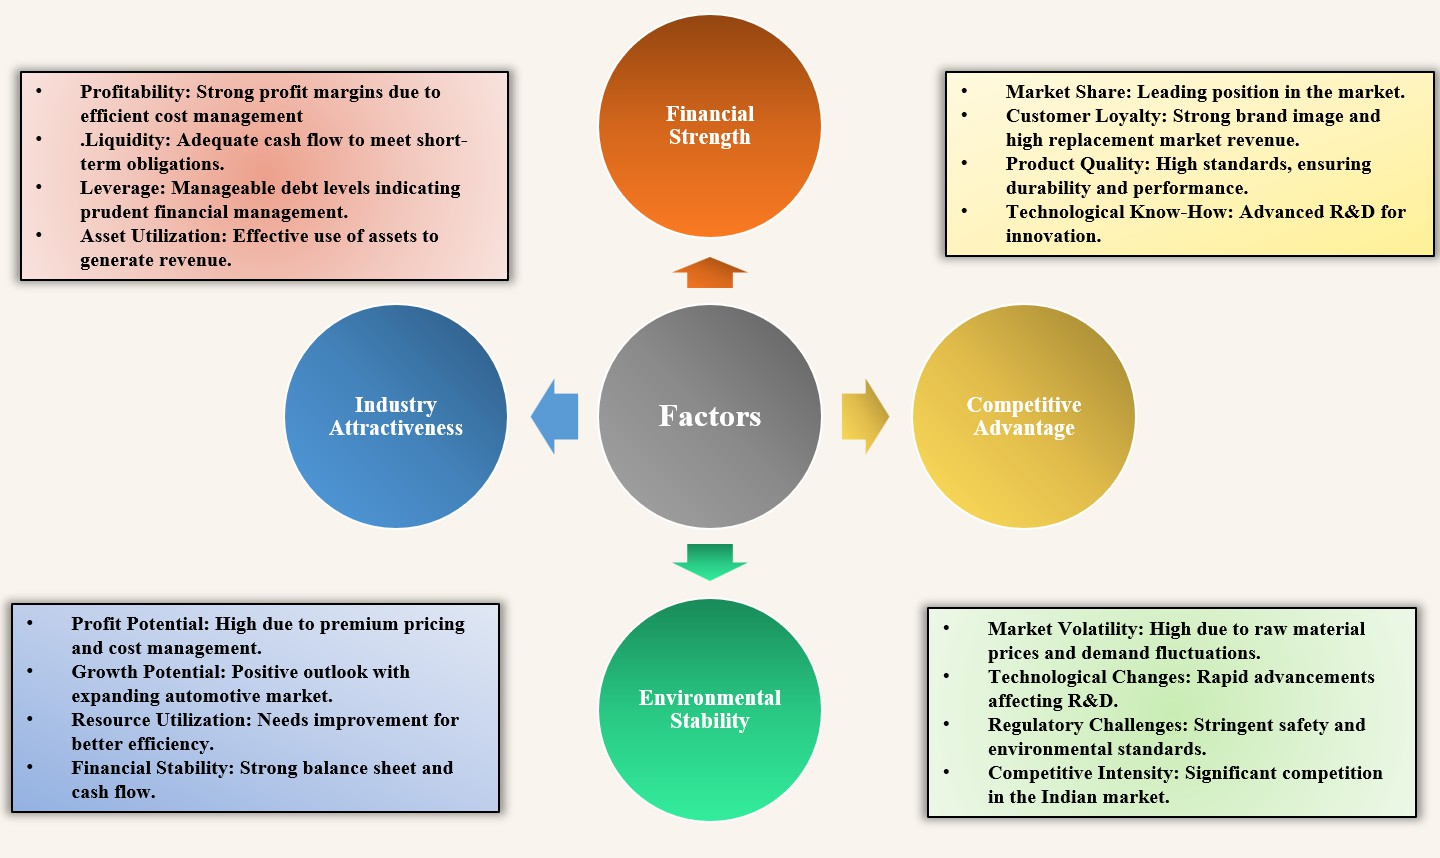 Financial
Strength
• Profitability: Strong profit margins due to
efficient cost management
• .Liquidity: Adequate cash flow to meet short-
term obligations.
• Leverage: Manageable debt levels indicating
prudent financial management.
• Asset Utilization: Effective use of assets to
generate revenue.
• Market Share: Leading position in the market.
• Customer Loyalty: Strong brand image and
high replacement market revenue.
• Product Quality: High standards, ensuring
durability and performance.
• Technological Know-How: Advanced R&D for
innovation.
Industry
Attractiveness
Factors
Competitive
Advantage
• Profit Potential: High due to premium pricing
and cost management.
• Growth Potential: Positive outlook with
expanding automotive market.
• Resource Utilization: Needs improvement for
better efficiency.
• Financial Stability: Strong balance sheet and
cash flow.
Environmental
Stability
• Market Volatility: High due to raw material
prices and demand fluctuations.
• Technological Changes: Rapid advancements
affecting R&D.
• Regulatory Challenges: Stringent safety and
environmental standards.
• Competitive Intensity: Significant competition
in the Indian market.